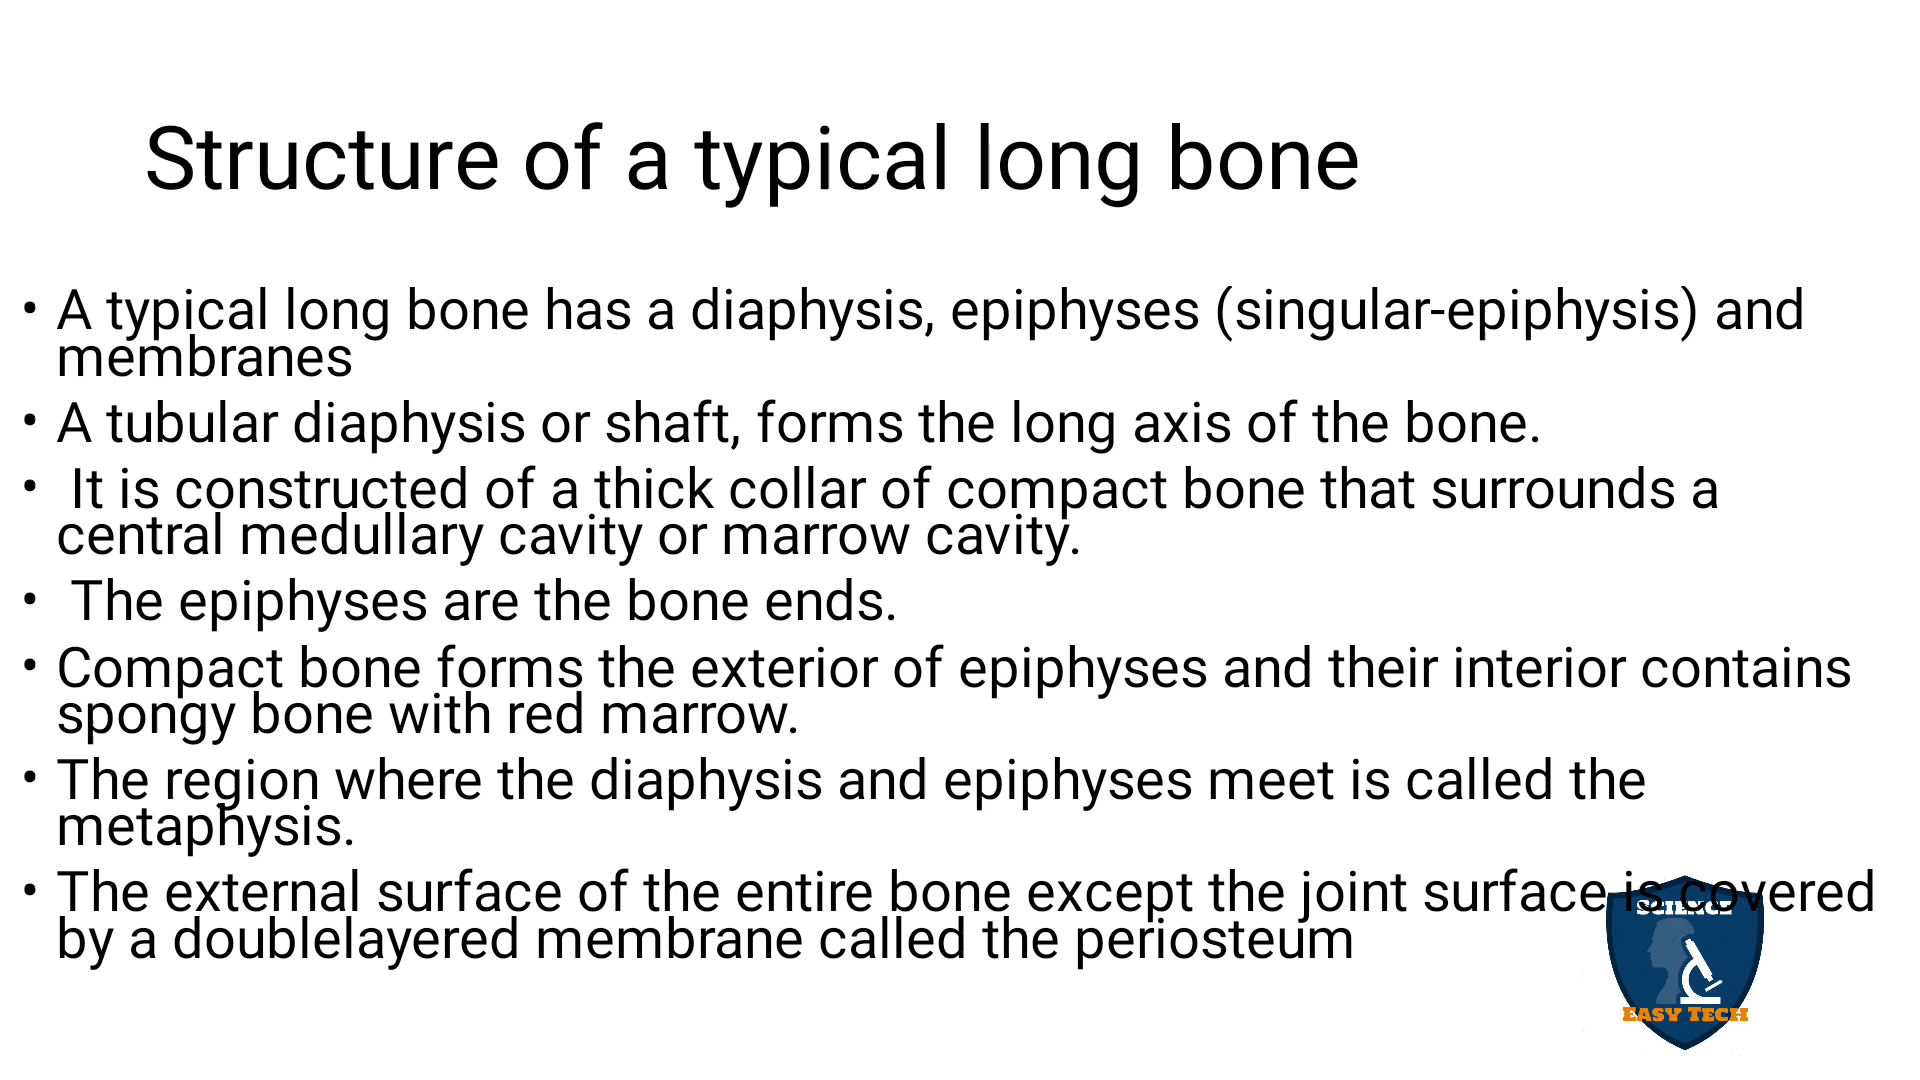 Structure of a typical long bone
• A typical long bone has a diaphysis, epiphyses (singular-epiphysis) and
membranes
• A tubular diaphysis or shaft, forms the long axis of the bone.
• It is constructed of a thick collar of compact bone that surrounds a
central medullary cavity or marrow cavity.
• The epiphyses are the bone ends.
• Compact bone forms the exterior of epiphyses and their interior contains
spongy bone with red marrow.
• The region where the diaphysis and epiphyses meet is called the
metaphysis.
• The external surface of the entire bone except the joint surface is covered
by a doublelayered membrane called the periosteum
SCIENCE
EASY TECH